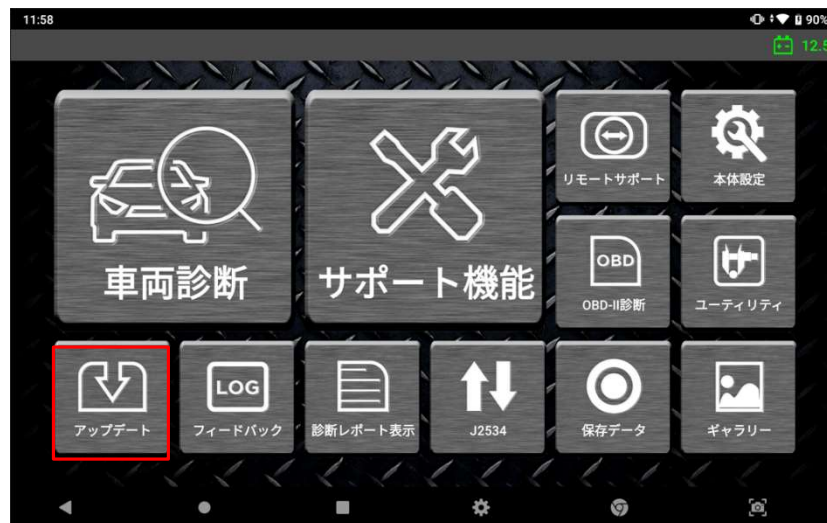 11:58
90%
12.5
車両診断
サポート機能
リモートサポート
本体設定
OBD
OBD-II診断
ユーティリティ
アップデート
LOG
フィードバック
診断レポート表示
J2534
保存データ
ギャラリー